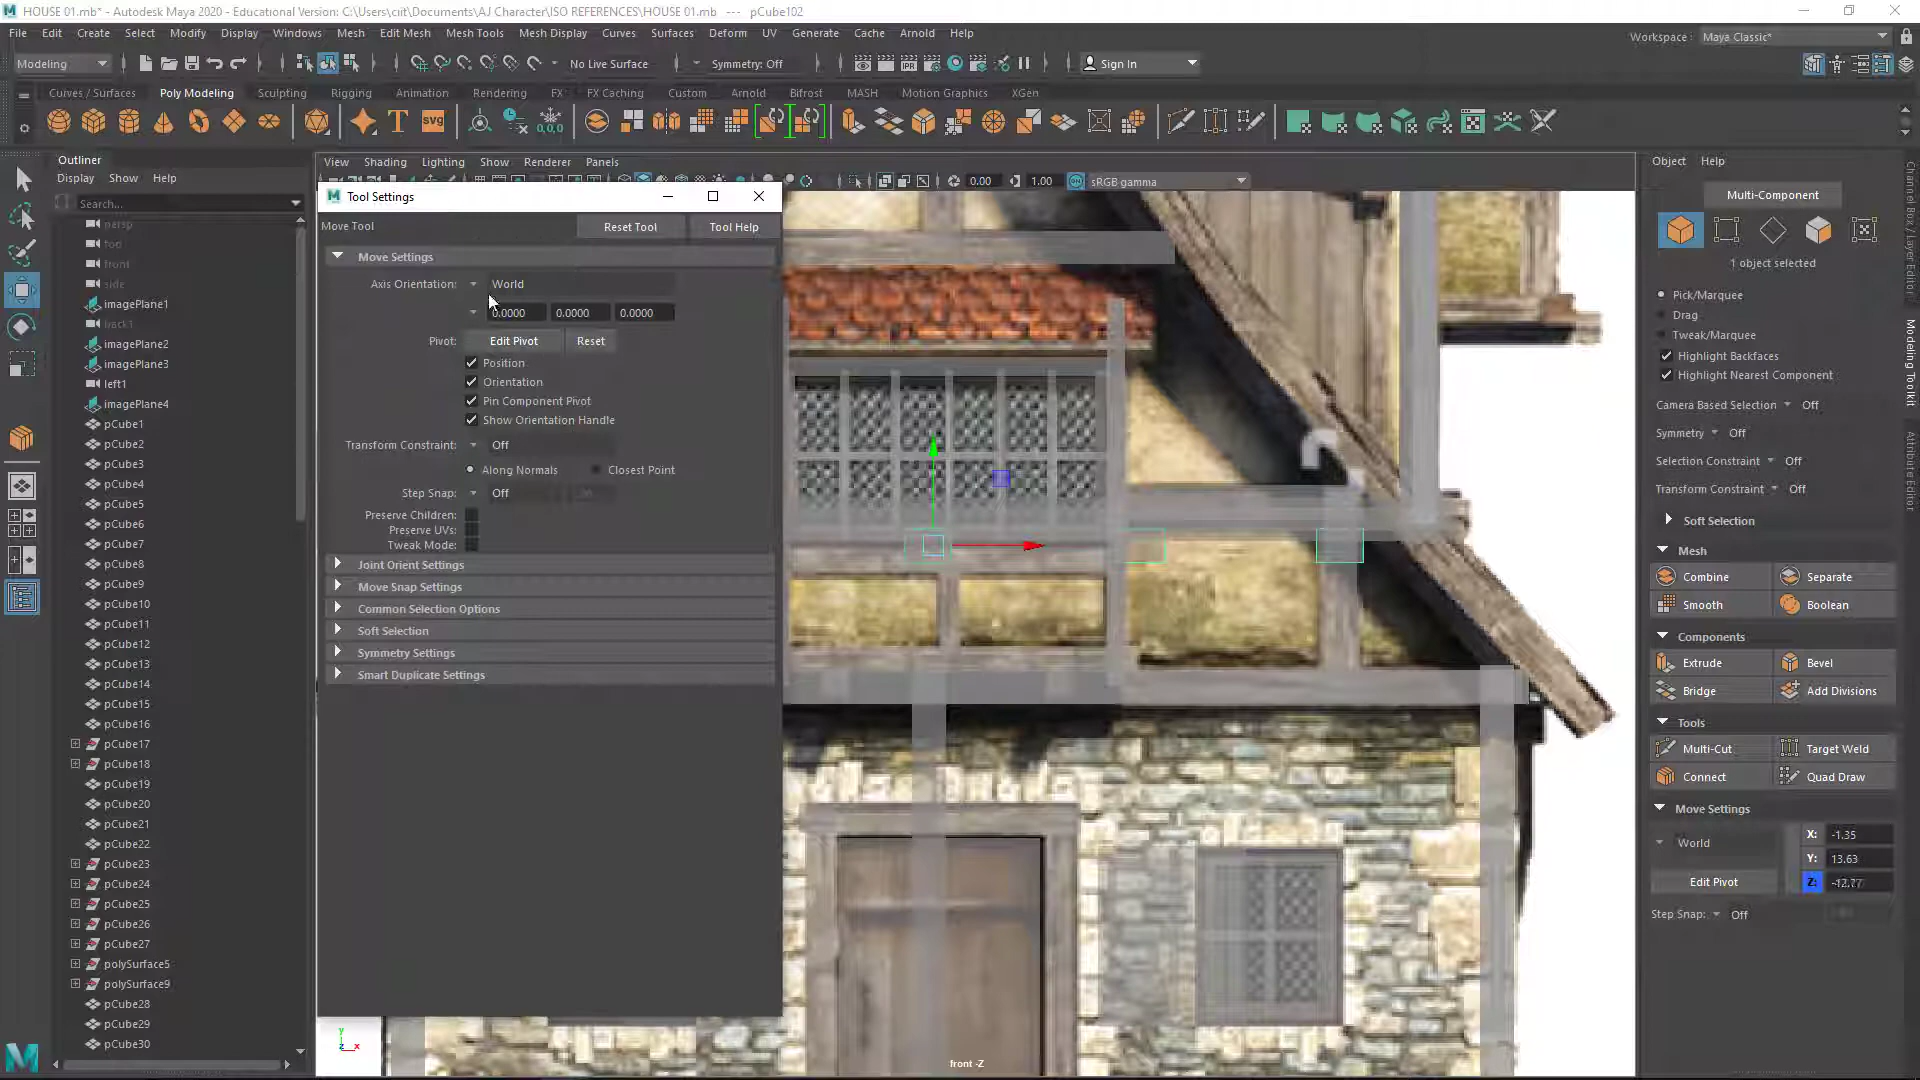 HOUSE 01.mb* - Autodesk Maya 2020 - Educational Version: C:\Users\ciit\Documents\AJ Character\ISO REFERENCES\HOUSE 01.mb  ---  pCube102
File Edit Create Select Modify Display Windows Mesh Edit Mesh Mesh Tools Mesh Display Curves Surfaces Deform UV Generate Cache Arnold Help
Workspace : Maya Classic*
Modeling No Live Surface Symmetry: Off Sign In
Curves / Surfaces Poly Modeling Sculpting Rigging Animation Rendering FX FX Caching Custom Arnold Bifrost MASH Motion Graphics XGen
Outliner
Display Show Help
Search...
persp
top
front
side
imagePlane1
back1
imagePlane2
imagePlane3
left1
imagePlane4
pCube1
pCube2
pCube3
pCube4
pCube5
pCube6
pCube7
pCube8
pCube9
pCube10
pCube11
pCube12
pCube13
pCube14
pCube15
pCube16
pCube17
pCube18
pCube19
pCube20
pCube21
pCube22
pCube23
pCube24
pCube25
pCube26
pCube27
polySurface5
polySurface9
pCube28
pCube29
pCube30
View Shading Lighting Show Renderer Panels
0.00 1.00 sRGB gamma
Tool Settings
Move Tool Reset Tool Tool Help
Move Settings
Axis Orientation: World
0.0000 0.0000 0.0000
Pivot: Edit Pivot Reset
Position
Orientation
Pin Component Pivot
Show Orientation Handle
Transform Constraint: Off
Along Normals Closest Point
Step Snap: Off
Preserve Children:
Preserve UVs:
Tweak Mode:
Joint Orient Settings
Move Snap Settings
Common Selection Options
Soft Selection
Symmetry Settings
Smart Duplicate Settings
y
z x
front -Z
Object Help
Multi-Component
1 object selected
Pick/Marquee
Drag
Tweak/Marquee
Highlight Backfaces
Highlight Nearest Component
Camera Based Selection Off
Symmetry Off
Selection Constraint Off
Transform Constraint Off
Soft Selection
Mesh
Combine Separate
Smooth Boolean
Components
Extrude Bevel
Bridge Add Divisions
Tools
Multi-Cut Target Weld
Connect Quad Draw
Move Settings
World X: -1.35
Y: 13.63
Edit Pivot Z:
Step Snap: Off
Channel Box / Layer Editor
Modeling Toolkit
Attribute Editor